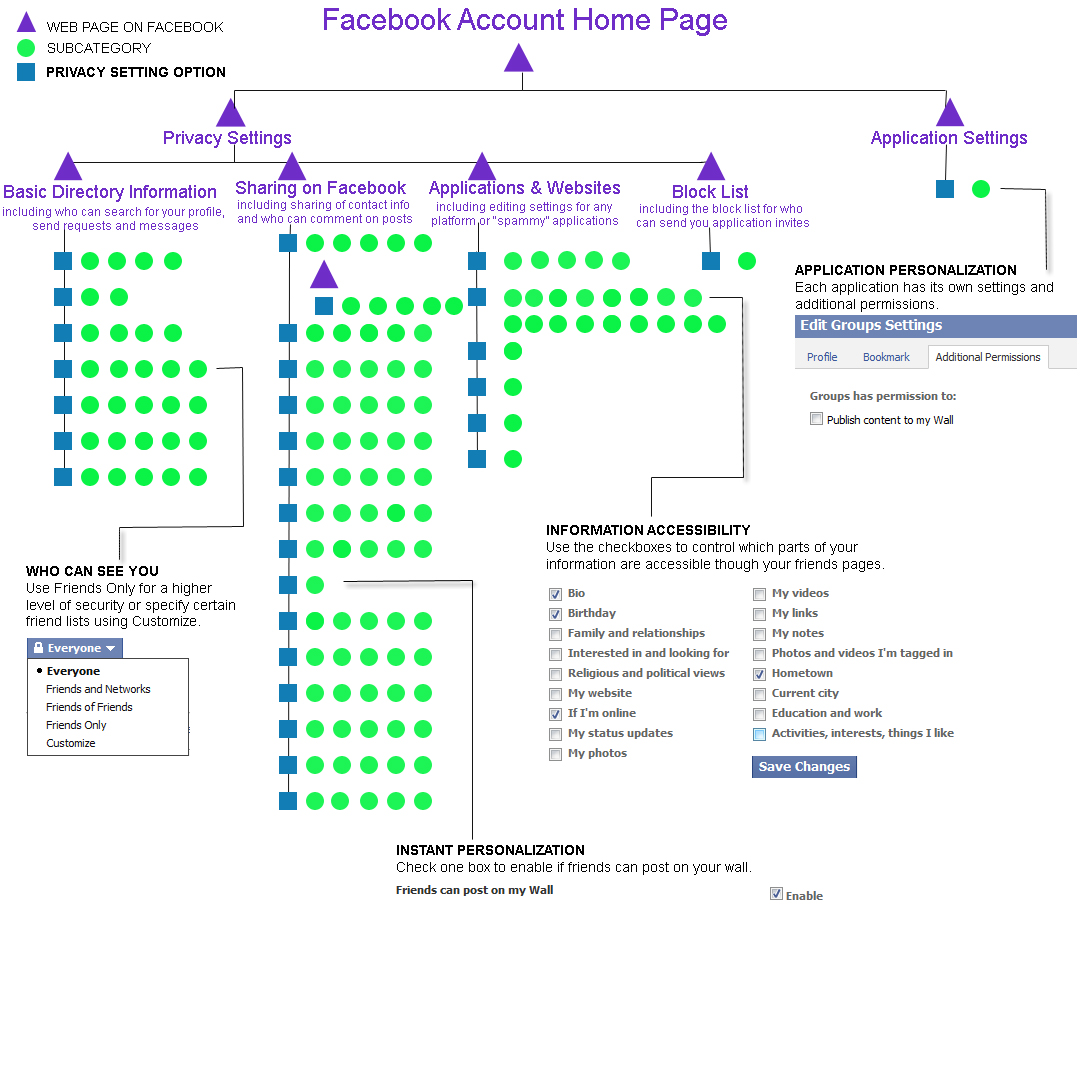 Facebook Account Home Page
WEB PAGE ON FACEBOOK
SUBCATEGORY
PRIVACY SETTING OPTION
Privacy Settings
Application Settings
Basic Directory Information
including who can search for your profile,
send requests and messages
Sharing on Facebook
including sharing of contact info
and who can comment on posts
Applications & Websites
including editing settings for any
platform or "spammy" applications
Block List
including the block list for who
can send you application invites
APPLICATION PERSONALIZATION
Each application has its own settings and
additional permissions.
Edit Groups Settings
Profile
Bookmark
Additional Permissions
Groups has permission to:
Publish content to my Wall
WHO CAN SEE YOU
Use Friends Only for a higher
level of security or specify certain
friend lists using Customize.
Everyone
Everyone
Friends and Networks
Friends of Friends
Friends Only
Customize
INFORMATION ACCESSIBILITY
Use the checkboxes to control which parts of your
information are accessible though your friends pages.
Bio
Birthday
Family and relationships
Interested in and looking for
Religious and political views
My website
If I'm online
My status updates
My photos
My videos
My links
My notes
Photos and videos I'm tagged in
Hometown
Current city
Education and work
Activities, interests, things I like
Save Changes
INSTANT PERSONALIZATION
Check one box to enable if friends can post on your wall.
Friends can post on my Wall
Enable